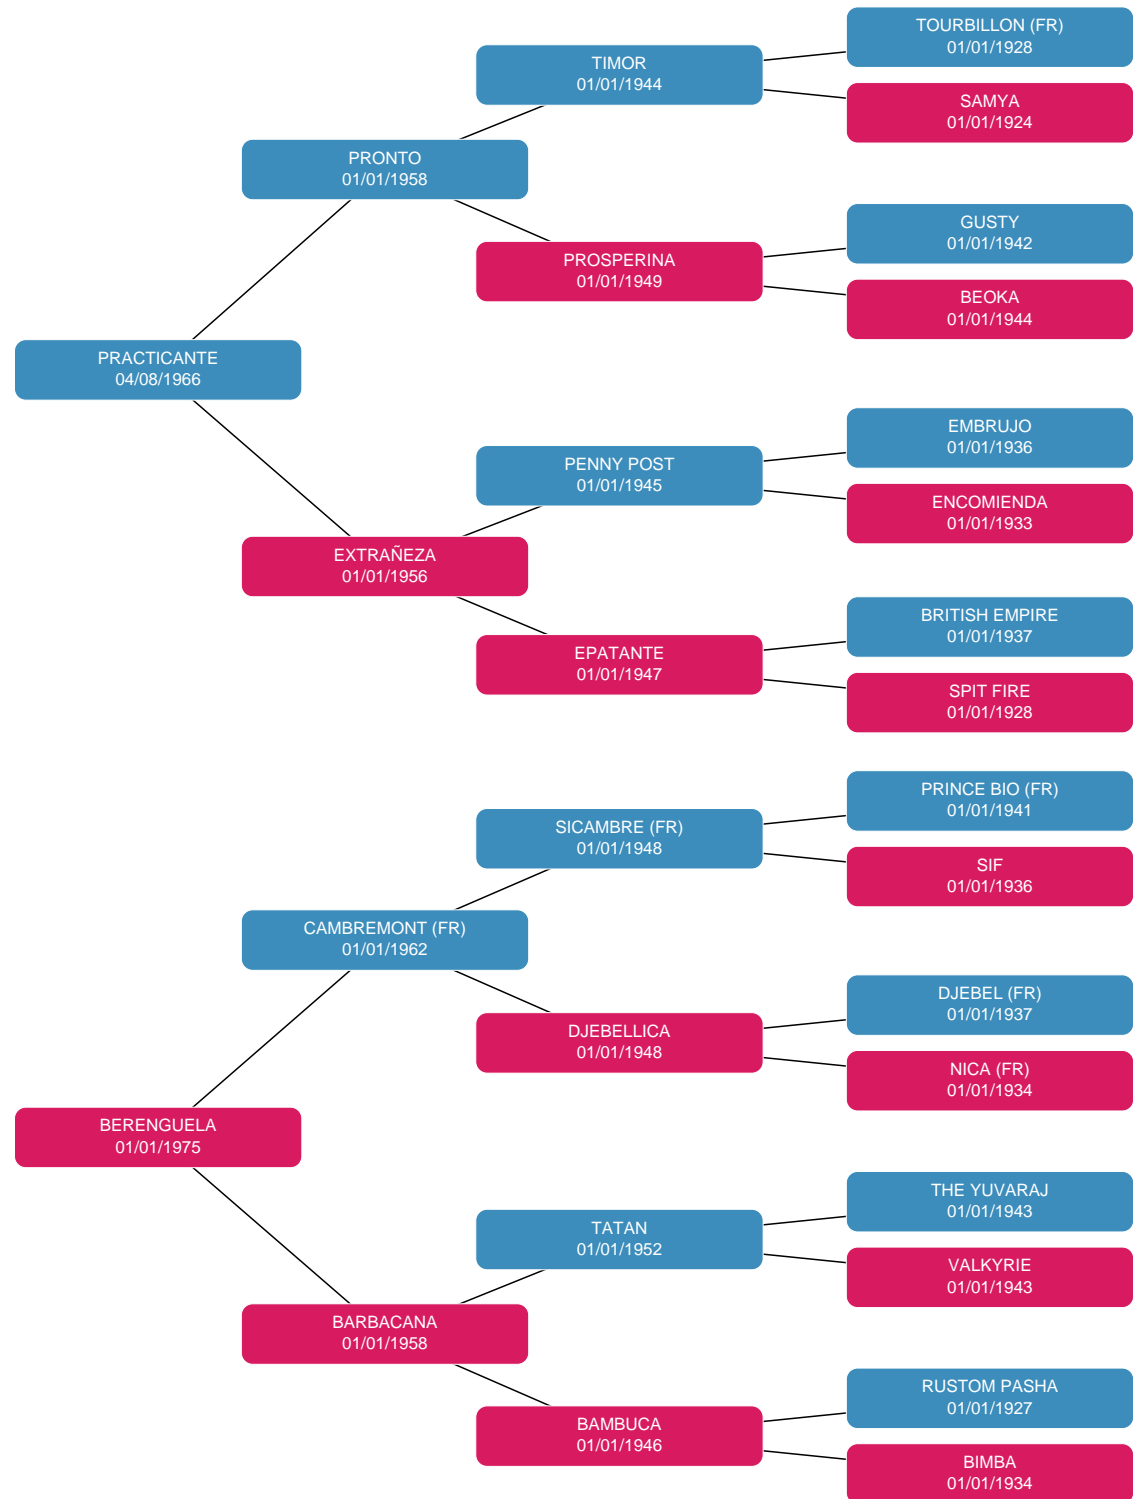 TOURBILLON (FR)
01/01/1928
TIMOR
01/01/1944
SAMYA
01/01/1924
PRONTO
01/01/1958
GUSTY
01/01/1942
PROSPERINA
01/01/1949
BEOKA
01/01/1944
PRACTICANTE
04/08/1966
EMBRUJO
01/01/1936
PENNY POST
01/01/1945
ENCOMIENDA
01/01/1933
EXTRAÑEZA
01/01/1956
BRITISH EMPIRE
01/01/1937
EPATANTE
01/01/1947
SPIT FIRE
01/01/1928
PRINCE BIO (FR)
01/01/1941
SICAMBRE (FR)
01/01/1948
SIF
01/01/1936
CAMBREMONT (FR)
01/01/1962
DJEBEL (FR)
01/01/1937
DJEBELLICA
01/01/1948
NICA (FR)
01/01/1934
BERENGUELA
01/01/1975
THE YUVARAJ
01/01/1943
TATAN
01/01/1952
VALKYRIE
01/01/1943
BARBACANA
01/01/1958
RUSTOM PASHA
01/01/1927
BAMBUCA
01/01/1946
BIMBA
01/01/1934